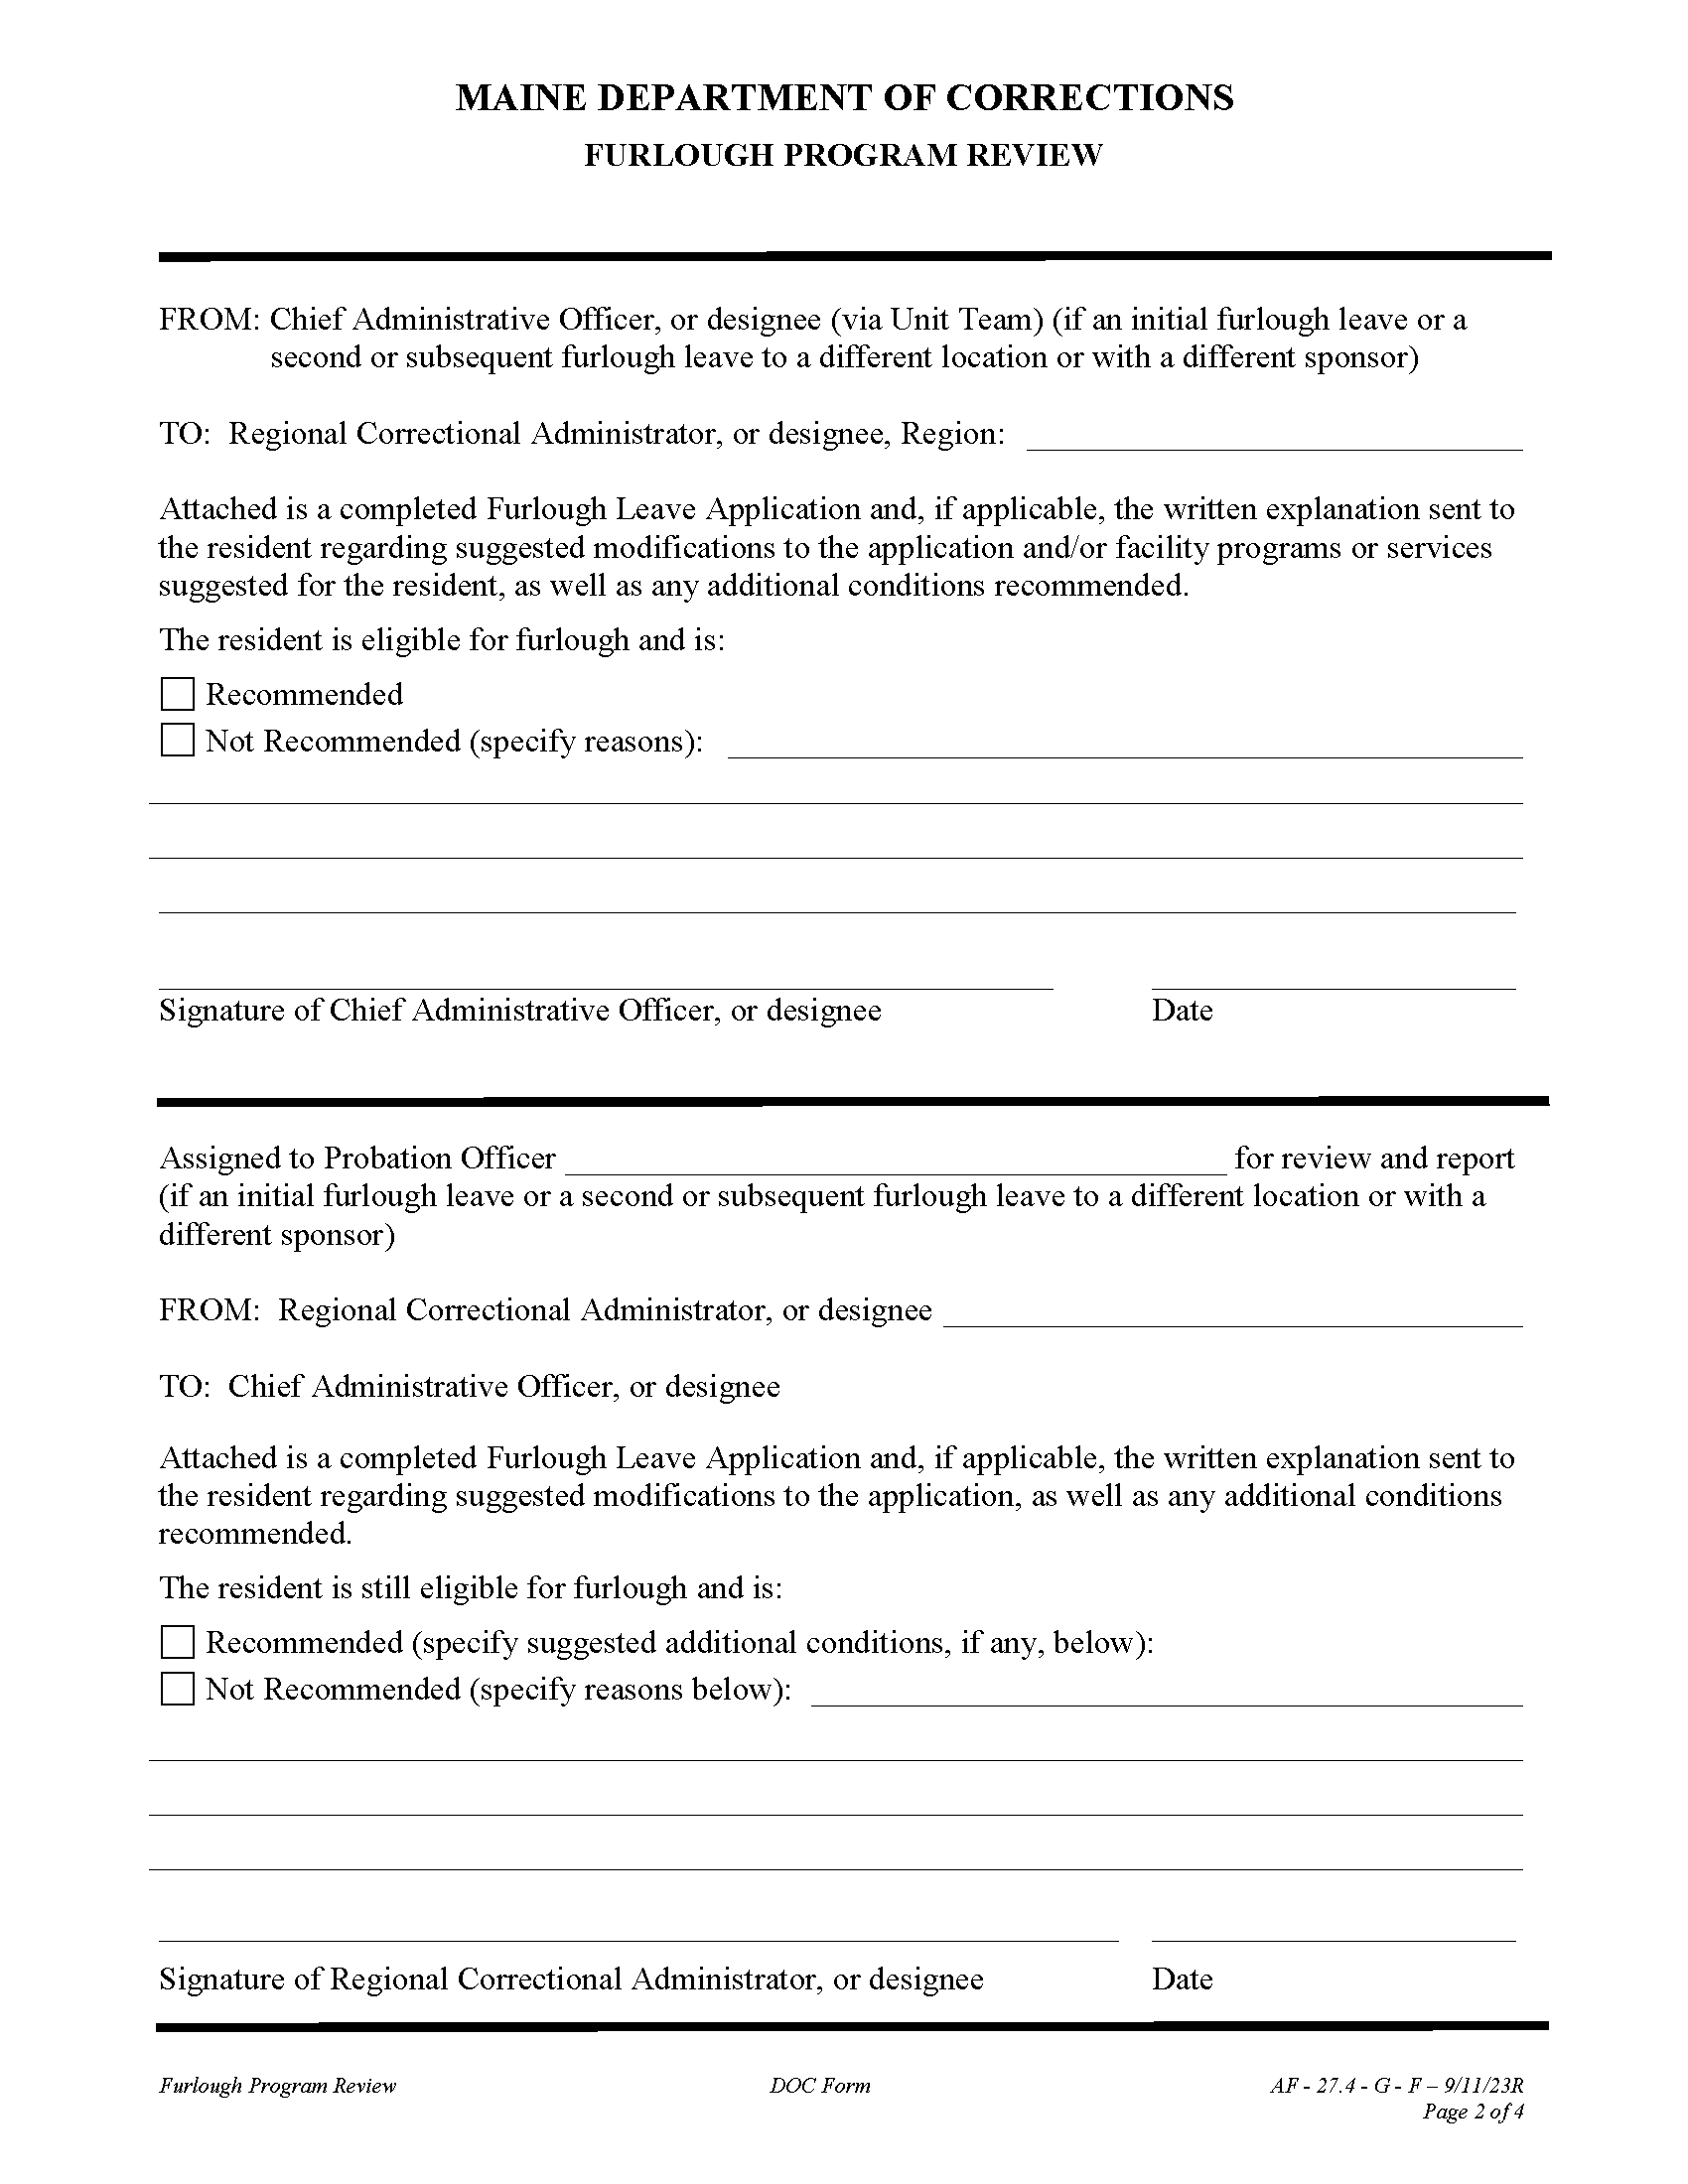 MAINE DEPARTMENT OF CORRECTIONS
FURLOUGH PROGRAM REVIEW
FROM: Chief Administrative Officer, or designee (via Unit Team) (if an initial furlough leave or a
second or subsequent furlough leave to a different location or with a different sponsor)
TO: Regional Correctional Administrator, or designee, Region:
Attached is a completed Furlough Leave Application and, if applicable, the written explanation sent to
the resident regarding suggested modifications to the application and/or facility programs or services
suggested for the resident, as well as any additional conditions recommended.
The resident is eligible for furlough and is:
Recommended
Not Recommended (specify reasons):
Signature of Chief Administrative Officer, or designee Date
Assigned to Probation Officer for review and report
(if an initial furlough leave or a second or subsequent furlough leave to a different location or with a
different sponsor)
FROM: Regional Correctional Administrator, or designee
TO: Chief Administrative Officer, or designee
Attached is a completed Furlough Leave Application and, if applicable, the written explanation sent to
the resident regarding suggested modifications to the application, as well as any additional conditions
recommended.
The resident is still eligible for furlough and is:
Recommended (specify suggested additional conditions, if any, below):
Not Recommended (specify reasons below):
Signature of Regional Correctional Administrator, or designee Date
Furlough Program Review DOC Form AF - 27.4 - G - F – 9/11/23R
Page 2 of 4